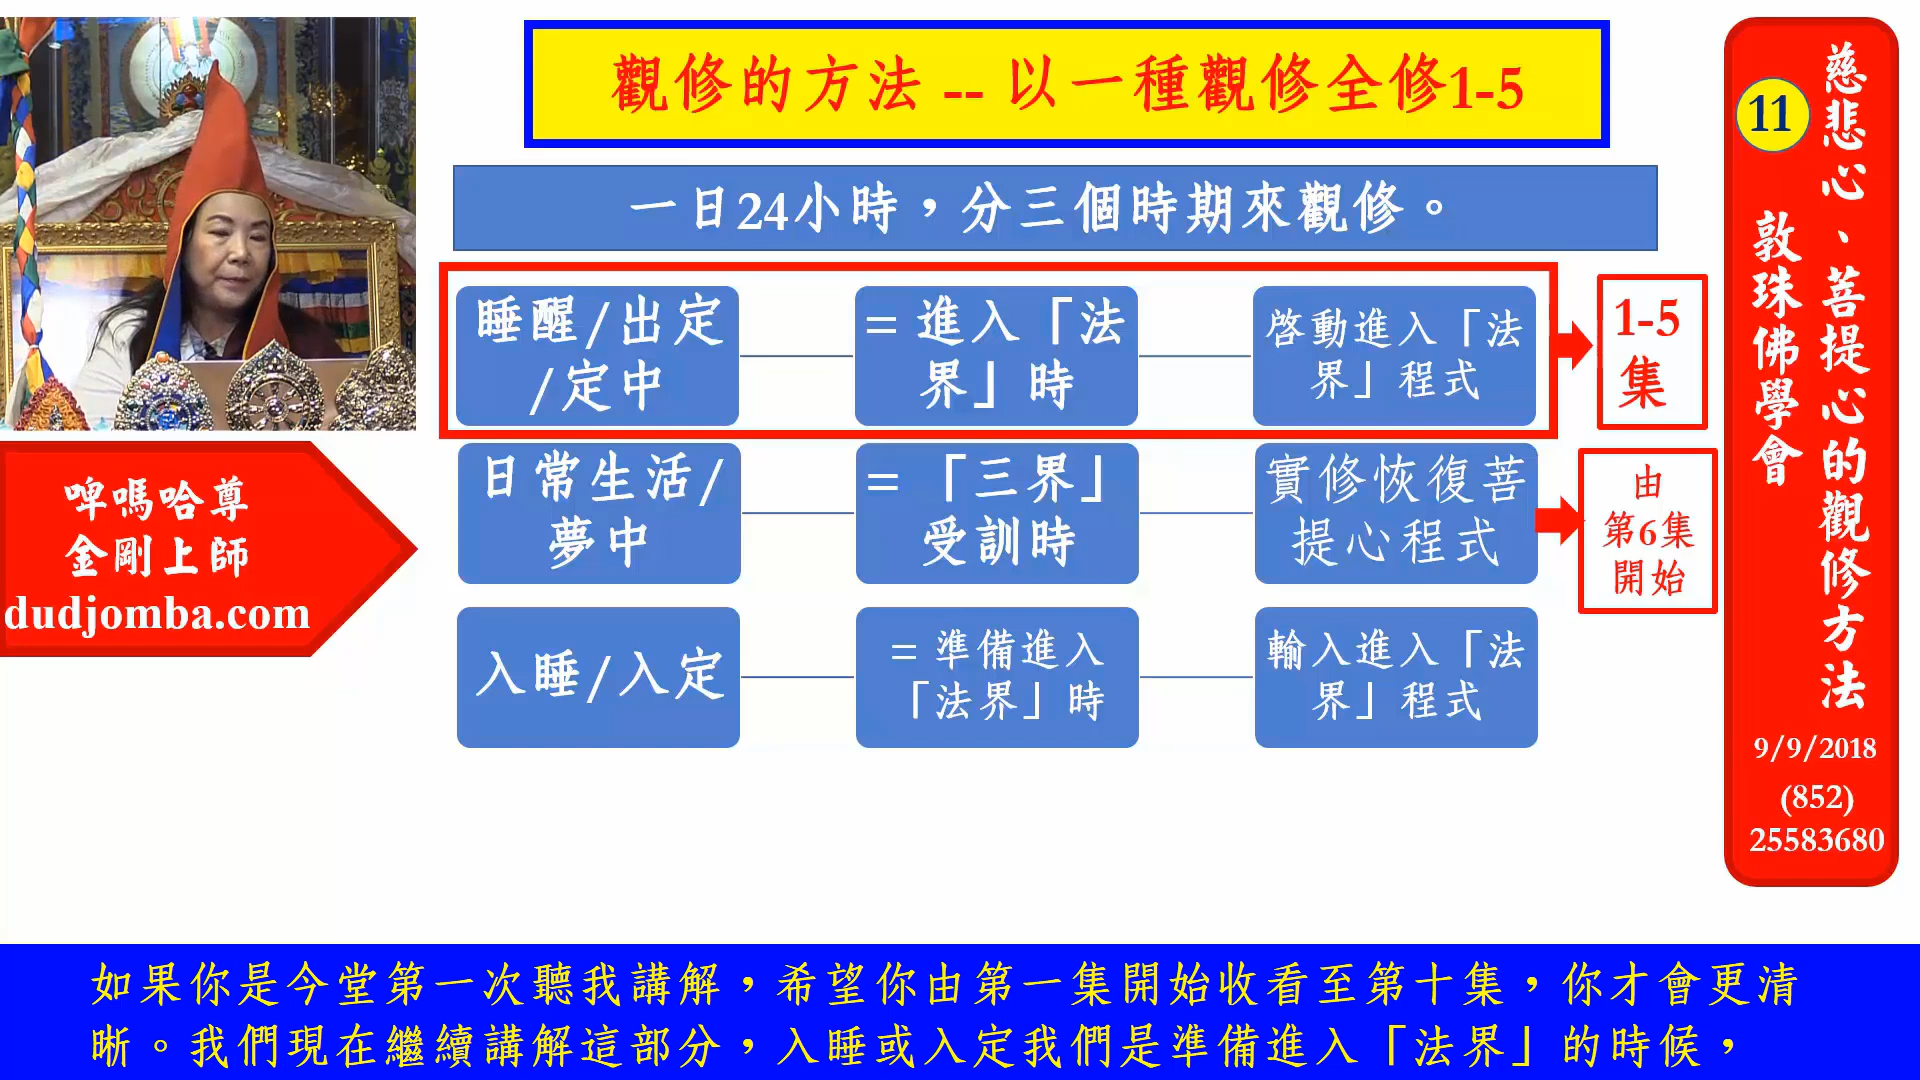 觀修的方法 -- 以一種觀修全修1-5
一日24小時，分三個時期來觀修。
睡醒/出定
/定中
= 進入「法
界」時
啓動進入「法
界」程式
1-5
集
日常生活/
夢中
= 「三界」
受訓時
實修恢復菩
提心程式
由
第6集
開始
入睡/入定
= 準備進入
「法界」時
輸入進入「法
界」程式
啤嗎哈尊
金剛上師
dudjomba.com
慈悲心、菩提心的觀修方法
11
敦珠佛學會
9/9/2018
(852)
25583680
如果你是今堂第一次聽我講解，希望你由第一集開始收看至第十集，你才會更清
晰。我們現在繼續講解這部分，入睡或入定我們是準備進入「法界」的時候，